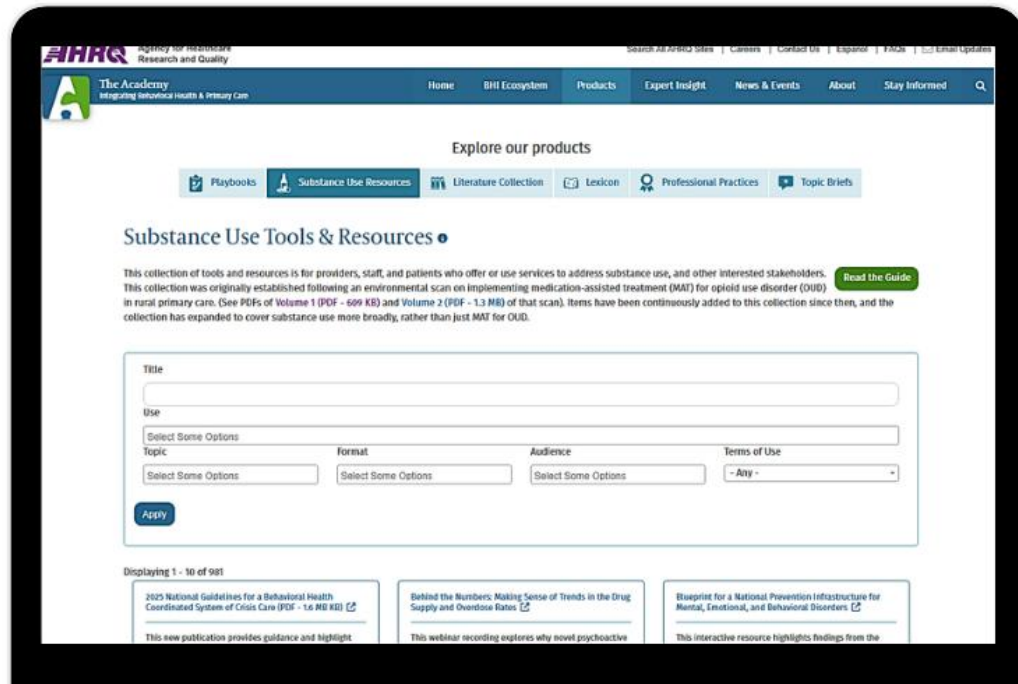 AHRQ Agency for Healthcare
Research and Quality
Search All AHRQ Sites | Careers | Contact Us | Español | FAQs | Email Updates
The Academy
Integrating Behavioral Health & Primary Care
Home BHI Ecosystem Products Expert Insight News & Events About Stay Informed
Explore our products
Playbooks Substance Use Resources Literature Collection Lexicon Professional Practices Topic Briefs
Substance Use Tools & Resources
This collection of tools and resources is for providers, staff, and patients who offer or use services to address substance use, and other interested stakeholders.
Read the Guide
This collection was originally established following an environmental scan on implementing medication-assisted treatment (MAT) for opioid use disorder (OUD)
in rural primary care. (See PDFs of Volume 1 (PDF - 609 KB) and Volume 2 (PDF - 1.3 MB) of that scan). Items have been continuously added to this collection since then, and the
collection has expanded to cover substance use more broadly, rather than just MAT for OUD.
Title
Use
Select Some Options
Topic Format Audience Terms of Use
Select Some Options Select Some Options Select Some Options - Any -
Apply
Displaying 1 - 10 of 981
2025 National Guidelines for a Behavioral Health
Coordinated System of Crisis Care (PDF - 1.6 MB KB)
This new publication provides guidance and highlight
Behind the Numbers: Making Sense of Trends in the Drug
Supply and Overdose Rates
This webinar recording explores why novel psychoactive
Blueprint for a National Prevention Infrastructure for
Mental, Emotional, and Behavioral Disorders
This interactive resource highlights findings from the